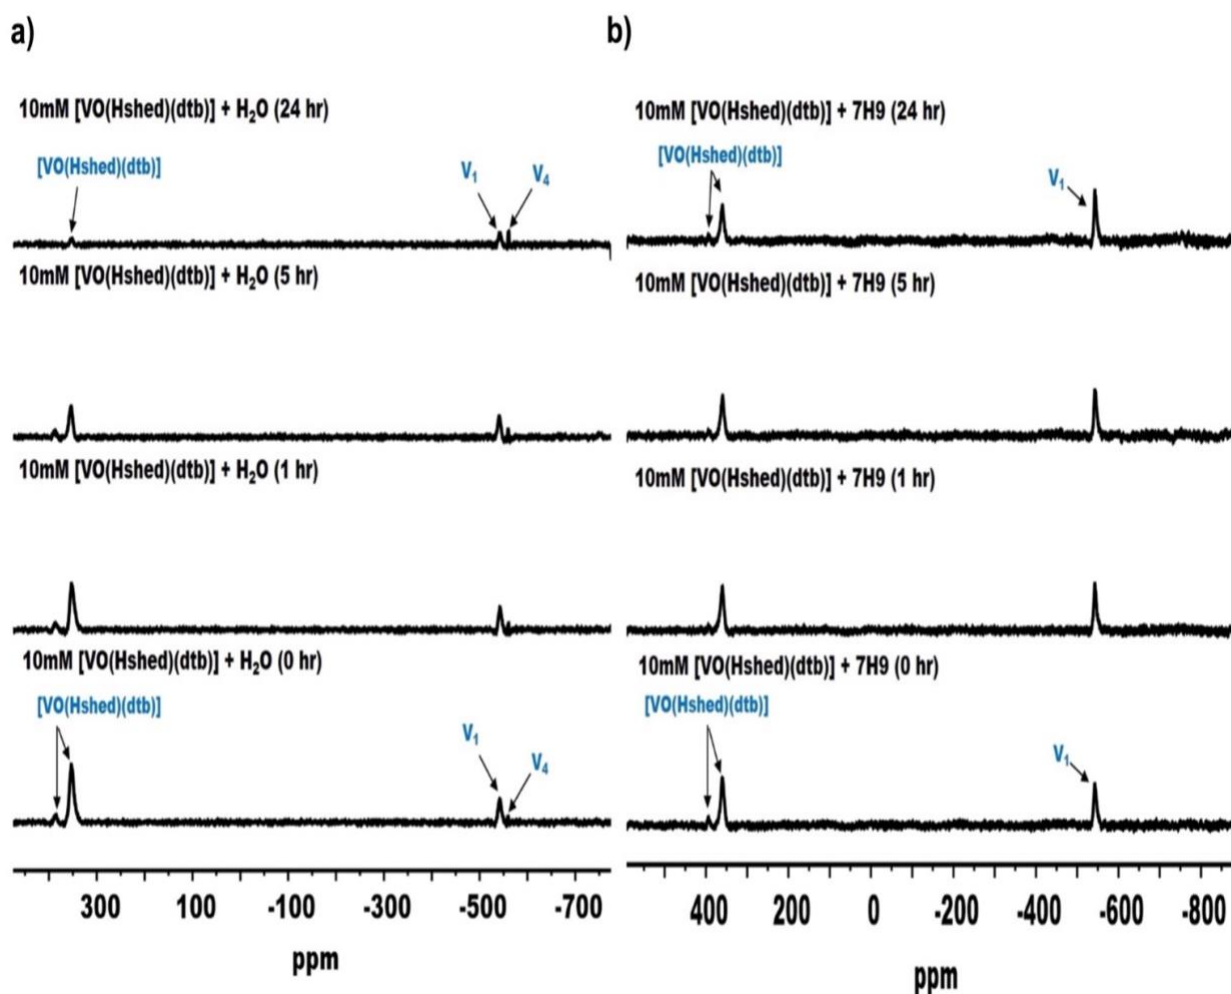 a)
10mM [VO(Hshed)(dtb)] + H₂O (24 hr)
[VO(Hshed)(dtb)]
V₁
V₄
10mM [VO(Hshed)(dtb)] + H₂O (5 hr)
10mM [VO(Hshed)(dtb)] + H₂O (1 hr)
10mM [VO(Hshed)(dtb)] + H₂O (0 hr)
[VO(Hshed)(dtb)]
V₁
V₄
300 100 -100 -300 -500 -700
ppm
b)
10mM [VO(Hshed)(dtb)] + 7H9 (24 hr)
[VO(Hshed)(dtb)]
V₁
10mM [VO(Hshed)(dtb)] + 7H9 (5 hr)
10mM [VO(Hshed)(dtb)] + 7H9 (1 hr)
10mM [VO(Hshed)(dtb)] + 7H9 (0 hr)
[VO(Hshed)(dtb)]
V₁
400 200 0 -200 -400 -600 -800
ppm